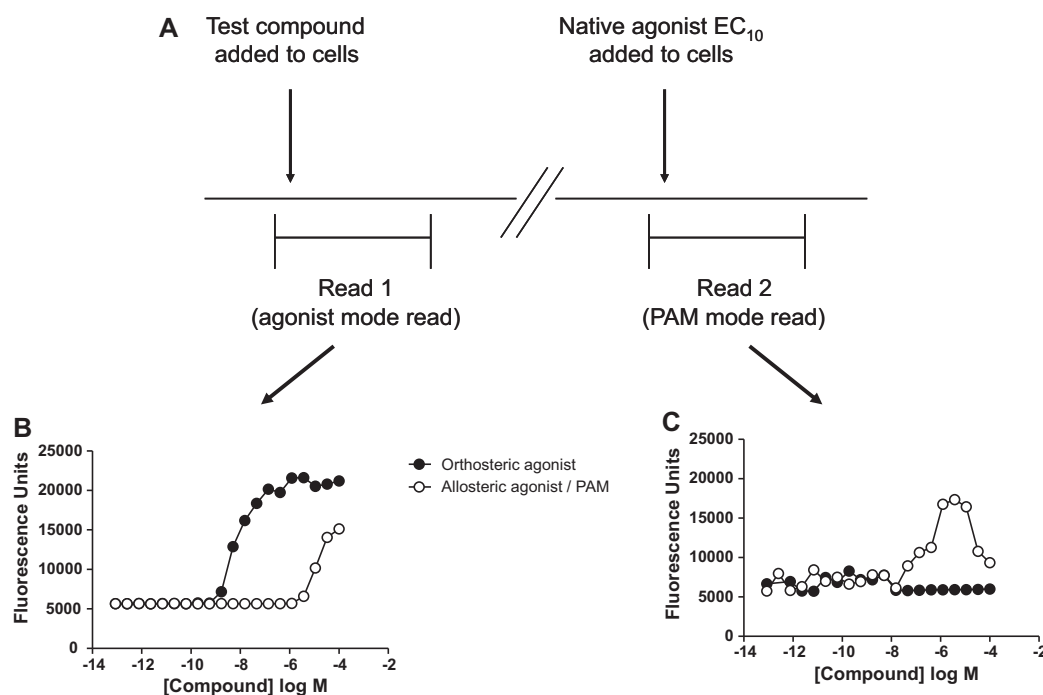 A
Test compound
added to cells
Native agonist EC10
added to cells
Read 1
(agonist mode read)
Read 2
(PAM mode read)
B
25000
20000
15000
10000
5000
0
Fluorescence Units
-14 -12 -10 -8 -6 -4 -2
[Compound] log M
Orthosteric agonist
Allosteric agonist / PAM
C
25000
20000
15000
10000
5000
0
Fluorescence Units
-14 -12 -10 -8 -6 -4 -2
[Compound] log M